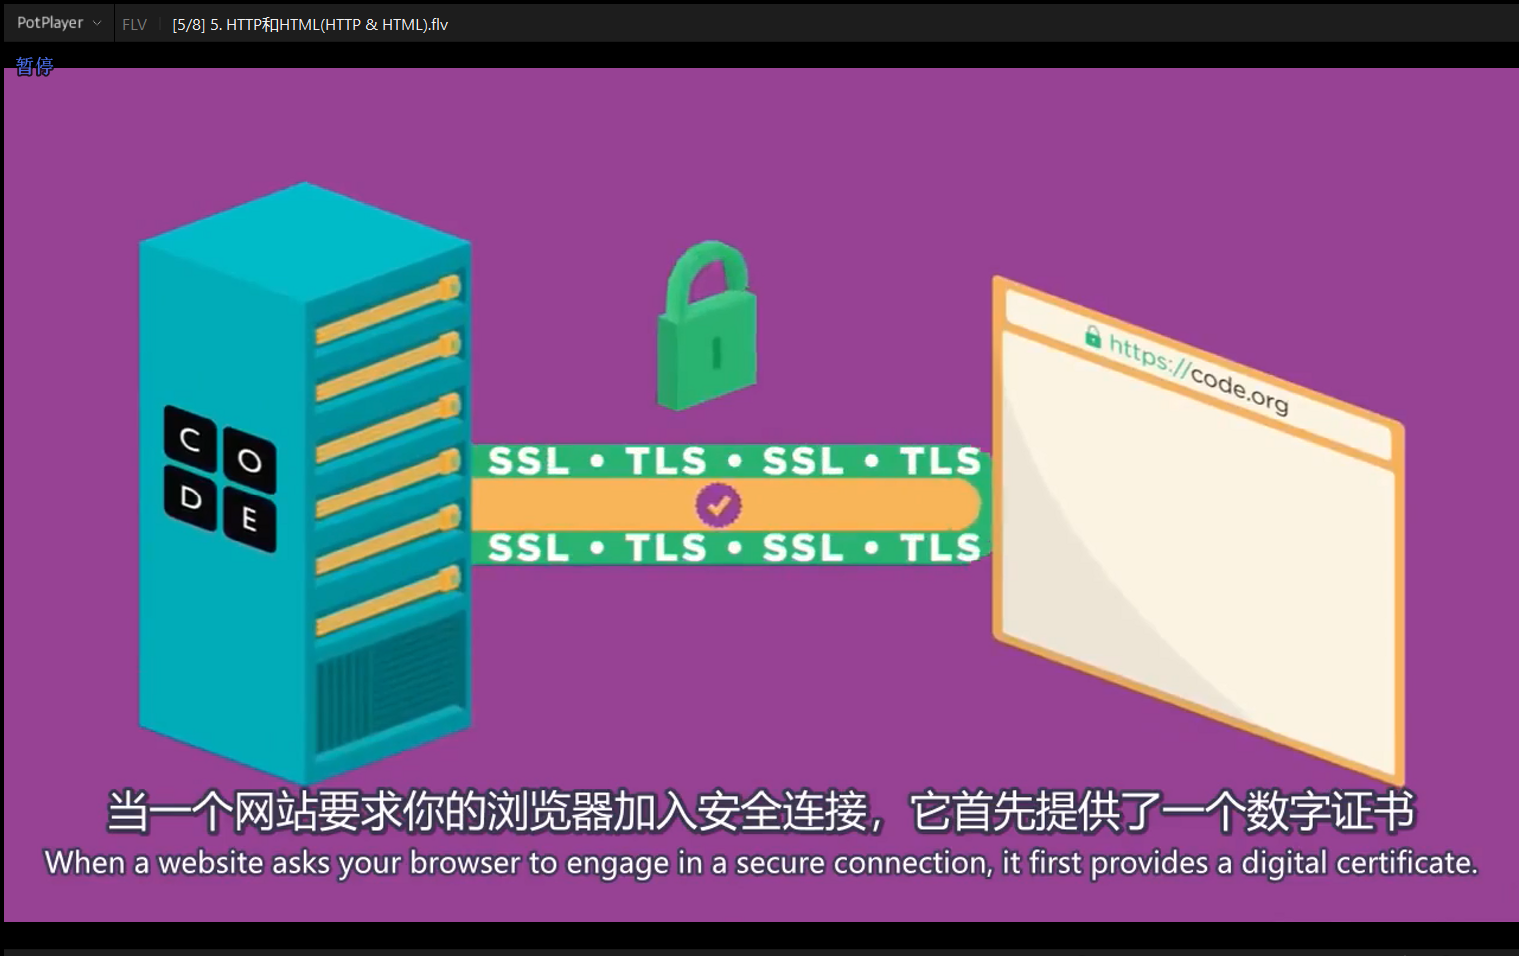 PotPlayer FLV [5/8] 5. HTTP和HTML(HTTP & HTML).flv
暂停
https://code.org
C O
D E
SSL • TLS • SSL • TLS
SSL • TLS • SSL • TLS
当一个网站要求你的浏览器加入安全连接，它首先提供了一个数字证书
When a website asks your browser to engage in a secure connection, it first provides a digital certificate.